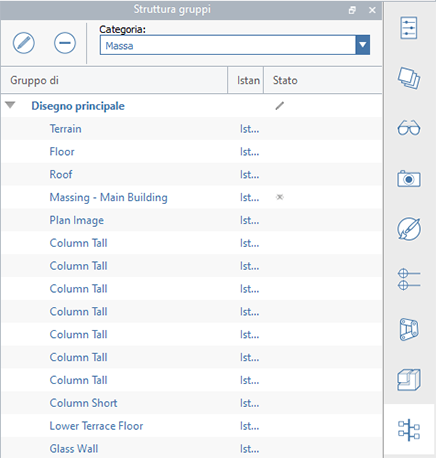 Struttura gruppi
Categoria:
Massa
Gruppo di Istan Stato
Disegno principale
Terrain Ist...
Floor Ist...
Roof Ist...
Massing - Main Building Ist...
Plan Image Ist...
Column Tall Ist...
Column Tall Ist...
Column Tall Ist...
Column Tall Ist...
Column Tall Ist...
Column Tall Ist...
Column Tall Ist...
Column Short Ist...
Lower Terrace Floor Ist...
Glass Wall Ist...